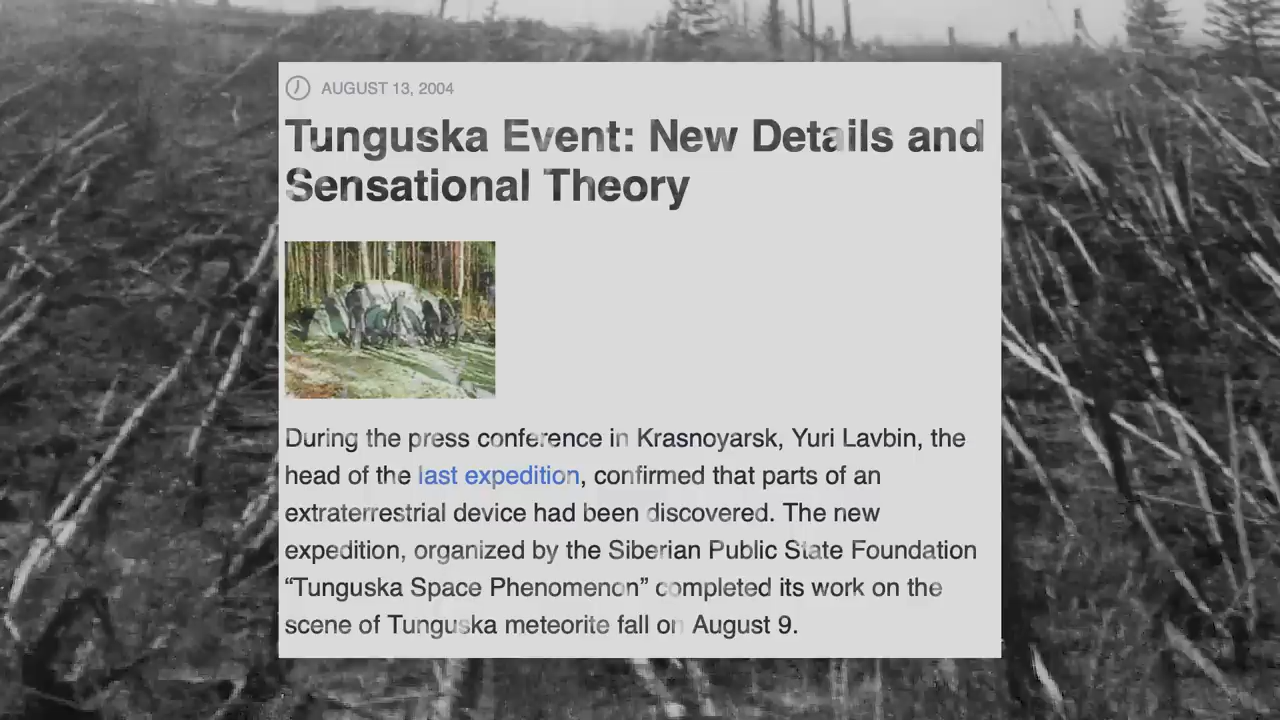 AUGUST 13, 2004
Tunguska Event: New Details and
Sensational Theory
During the press conference in Krasnoyarsk, Yuri Lavbin, the
head of the last expedition, confirmed that parts of an
extraterrestrial device had been discovered. The new
expedition, organized by the Siberian Public State Foundation
“Tunguska Space Phenomenon” completed its work on the
scene of Tunguska meteorite fall on August 9.